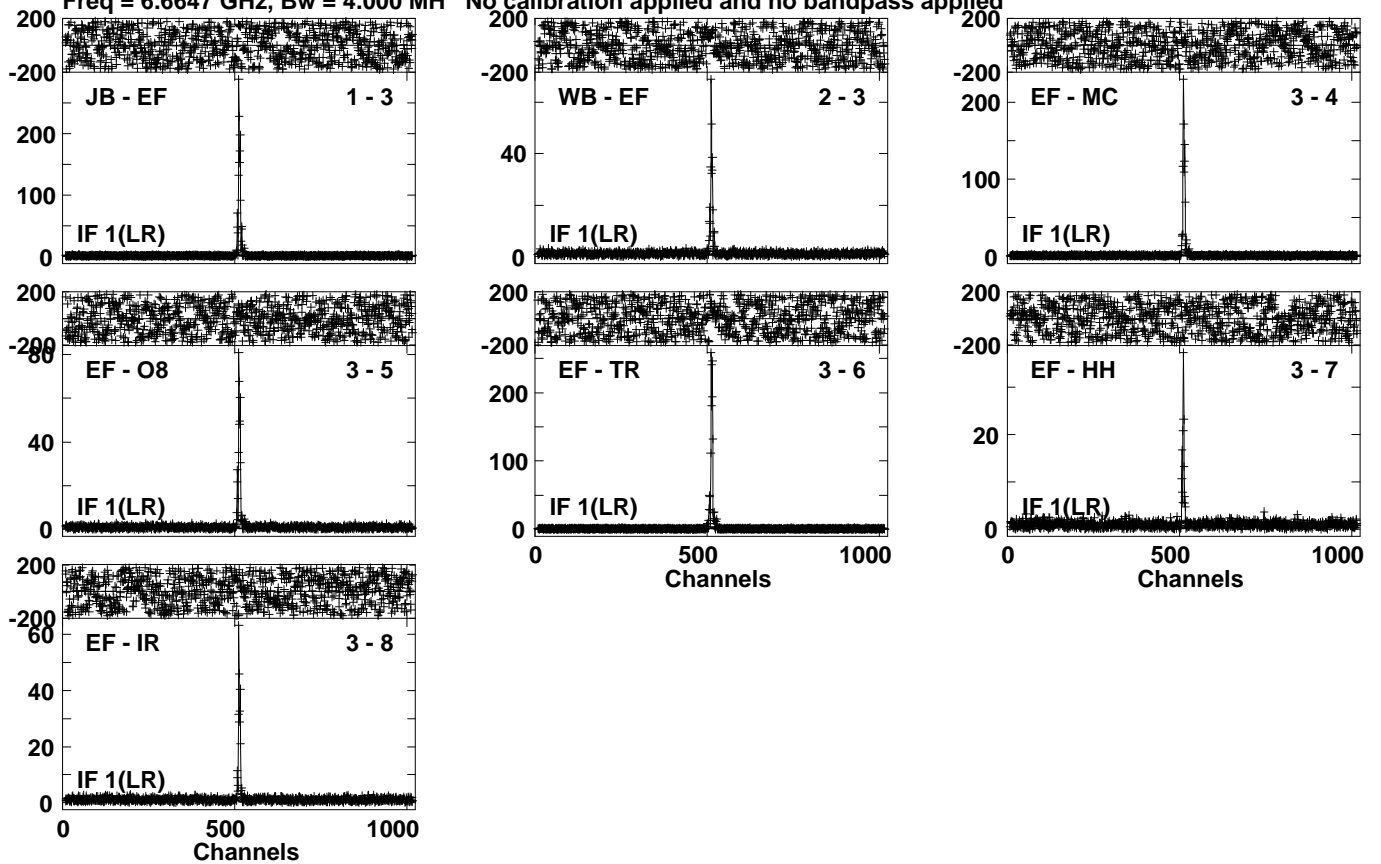 Freq = 6.6647 GHz, Bw = 4.000 MH No calibration applied and no bandpass applied
200
-200
JB - EF 1 - 3
200
100
IF 1(LR)
0
200
-200
WB - EF 2 - 3
40
IF 1(LR)
0
200
-200
EF - MC 3 - 4
200
100
IF 1(LR)
0
200
-200
80
EF - O8 3 - 5
40
IF 1(LR)
0
200
-200
EF - TR 3 - 6
200
100
IF 1(LR)
0
0 500 1000
Channels
200
-200
EF - HH 3 - 7
20
IF 1(LR)
0
0 500 1000
Channels
200
-200
60
EF - IR 3 - 8
40
20
IF 1(LR)
0
0 500 1000
Channels